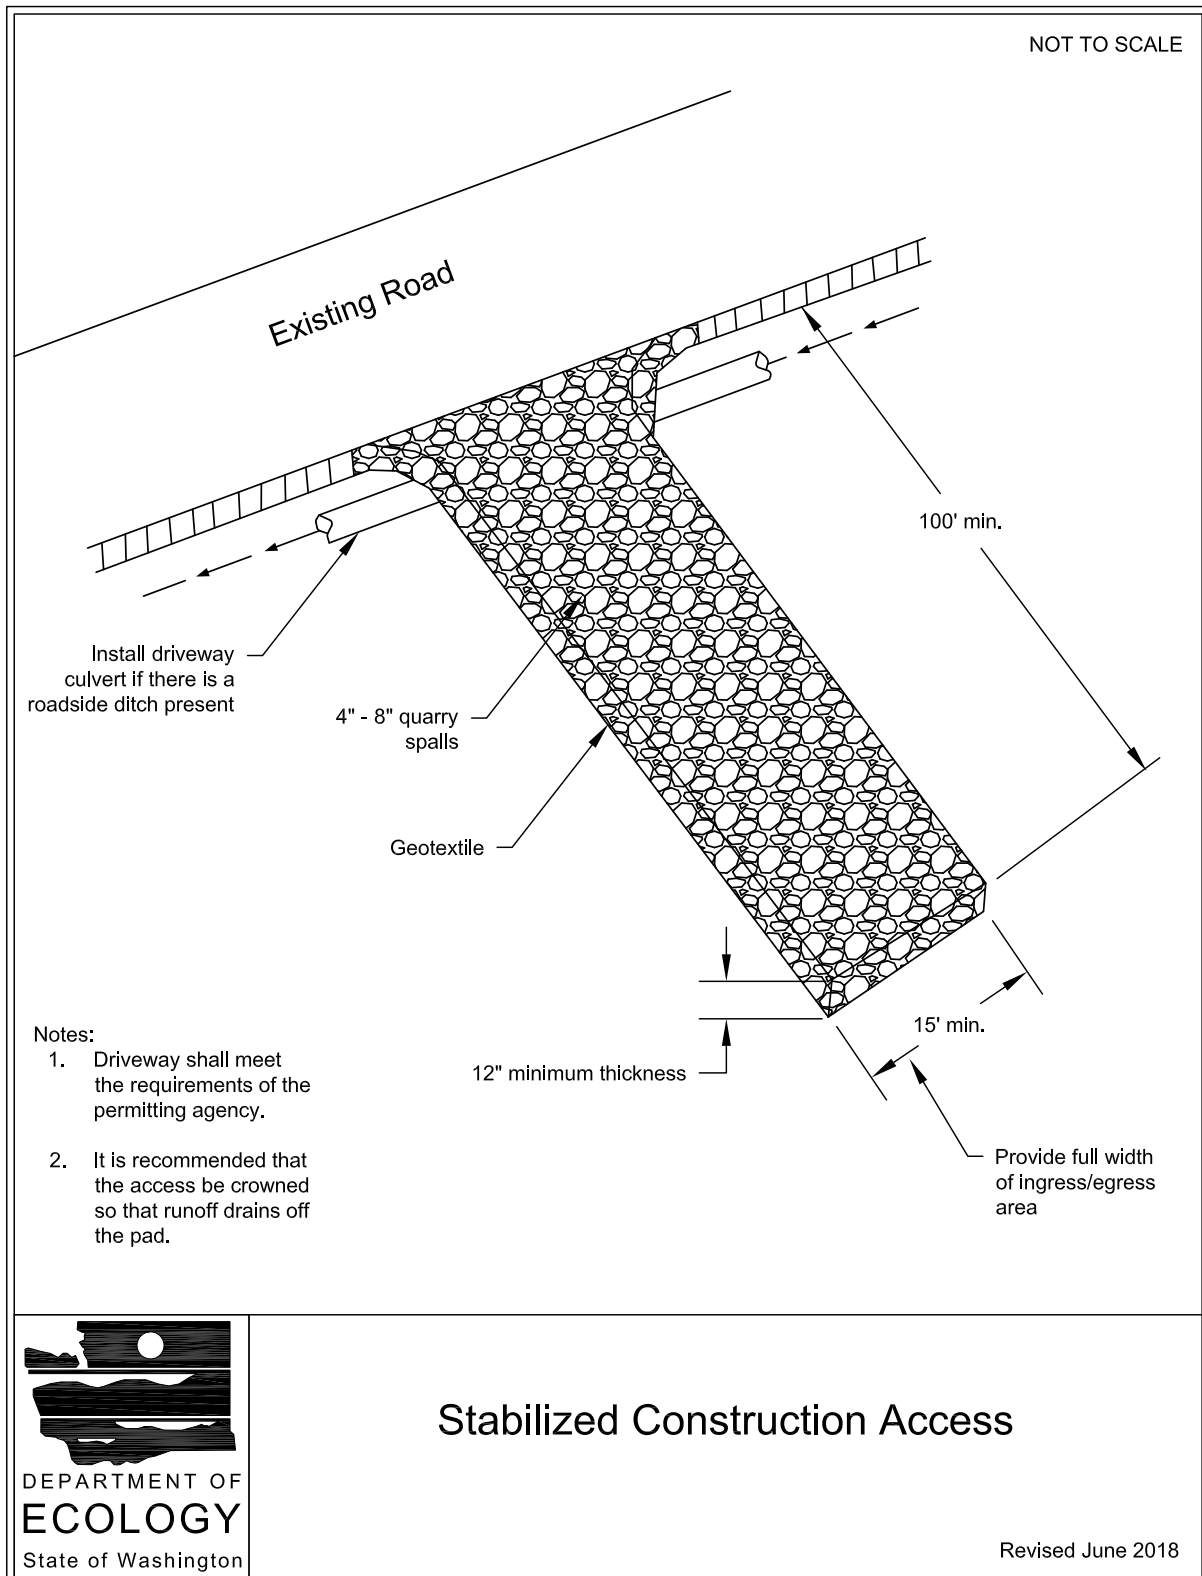 NOT TO SCALE
Existing Road
100' min.
Install driveway
culvert if there is a
roadside ditch present
4" - 8" quarry
spalls
Geotextile
15' min.
12" minimum thickness
Provide full width
of ingress/egress
area
Notes:
1. Driveway shall meet
the requirements of the
permitting agency.
2. It is recommended that
the access be crowned
so that runoff drains off
the pad.
DEPARTMENT OF
ECOLOGY
State of Washington
Stabilized Construction Access
Revised June 2018